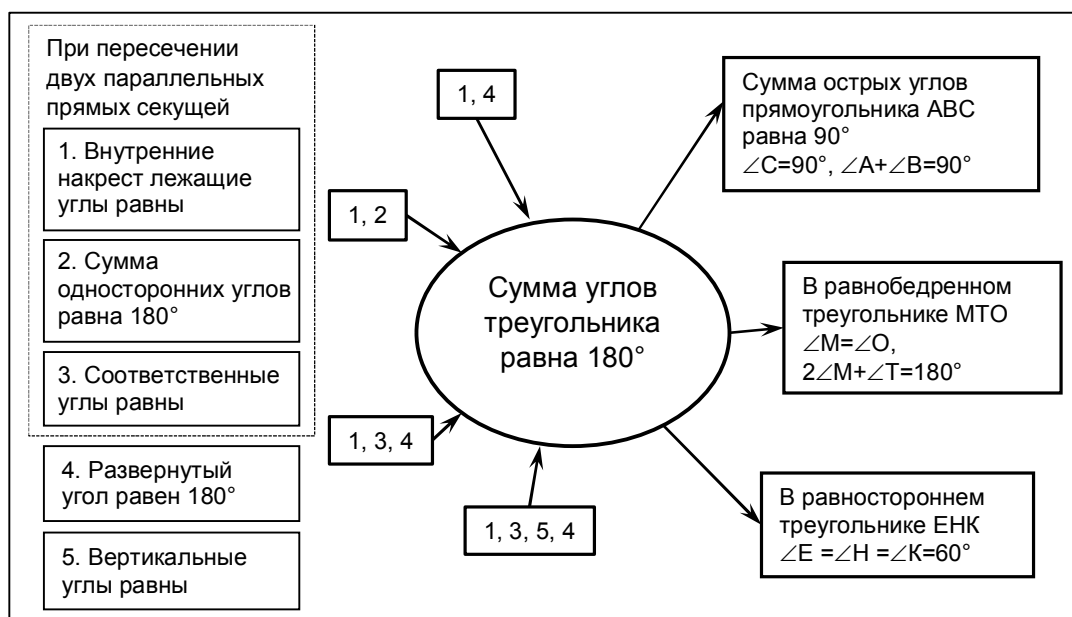 При пересечении
двух параллельных
прямых секущей
1. Внутренние
накрест лежащие
углы равны
2. Сумма
односторонних углов
равна 180°
3. Соответственные
углы равны
4. Развернутый
угол равен 180°
5. Вертикальные
углы равны
1, 4
1, 2
1, 3, 4
1, 3, 5, 4
Сумма углов
треугольника
равна 180°
Сумма острых углов
прямоугольника АВС
равна 90°
∠С=90°, ∠А+∠В=90°
В равнобедренном
треугольнике МТО
∠М=∠О,
2∠М+∠Т=180°
В равностороннем
треугольнике ЕНК
∠Е =∠Н =∠К=60°